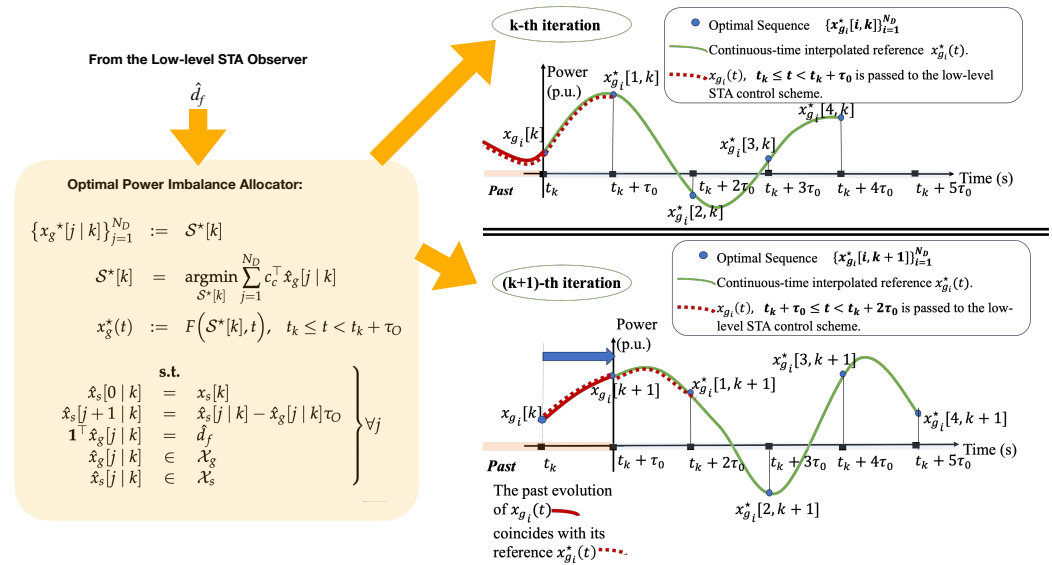 From the Low-level STA Observer
d̂_f
Optimal Power Imbalance Allocator:
{x_g^⋆[j | k]}_{j=1}^{N_D} := 𝒮^⋆[k]
𝒮^⋆[k] = argmin_{𝒮^⋆[k]} ∑_{j=1}^{N_D} c_c^⊤ x̂_g[j | k]
x_g^⋆(t) := F(𝒮^⋆[k], t), t_k ≤ t < t_k + τ_O
s.t.
x̂_s[0 | k] = x_s[k]
x̂_s[j + 1 | k] = x̂_s[j | k] − x̂_g[j | k]τ_O
1^⊤ x̂_g[j | k] = d̂_f
x̂_g[j | k] ∈ 𝒳_g
x̂_s[j | k] ∈ 𝒳_s
∀j
k-th iteration
Optimal Sequence {x_{g_i}^⋆[i, k]}_{i=1}^{N_D}
Continuous-time interpolated reference x_{g_i}^⋆(t).
x_{g_i}(t), t_k ≤ t < t_k + τ_0 is passed to the low-level
STA control scheme.
Power
(p.u.)
x_{g_i}^⋆[1, k]
x_{g_i}[k]
x_{g_i}^⋆[3, k]
x_{g_i}^⋆[4, k]
x_{g_i}^⋆[2, k]
Past
t_k
t_k + τ_0
t_k + 2τ_0
t_k + 3τ_0
t_k + 4τ_0
t_k + 5τ_0
Time (s)
(k+1)-th iteration
Optimal Sequence {x_{g_i}^⋆[i, k + 1]}_{i=1}^{N_D}
Continuous-time interpolated reference x_{g_i}^⋆(t).
x_{g_i}(t), t_k + τ_0 ≤ t < t_k + 2τ_0 is passed to the low-
level STA control scheme.
Power
(p.u.)
x_{g_i}[k]
x_{g_i}[k + 1]
x_{g_i}^⋆[1, k + 1]
x_{g_i}^⋆[3, k + 1]
x_{g_i}^⋆[4, k + 1]
x_{g_i}^⋆[2, k + 1]
Past
t_k
t_k + τ_0
t_k + 2τ_0
t_k + 3τ_0
t_k + 4τ_0
t_k + 5τ_0
Time (s)
The past evolution
of x_{g_i}(t)
coincides with its
reference x_{g_i}^⋆(t)